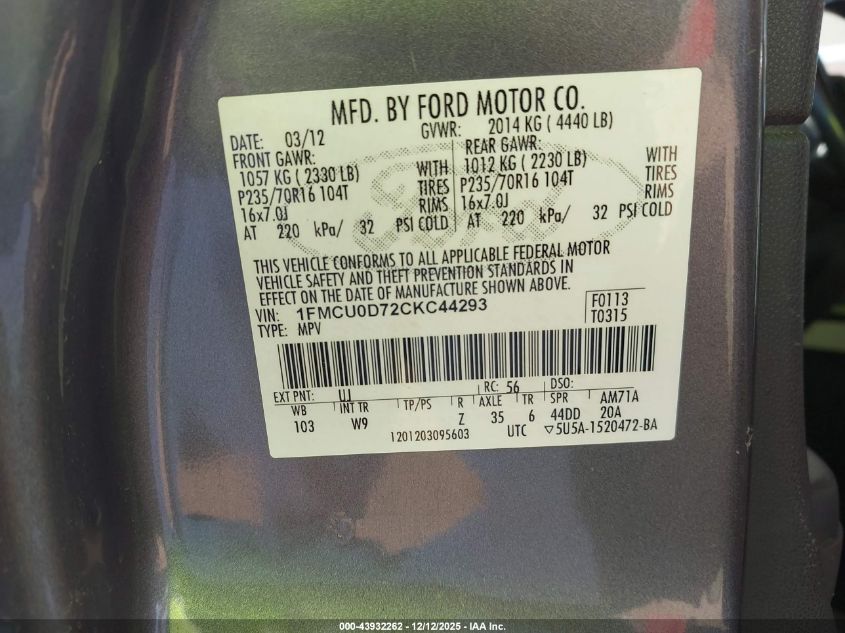 MFD. BY FORD MOTOR CO.
DATE: 03/12 GVWR: 2014 KG ( 4440 LB)
FRONT GAWR: REAR GAWR:
1057 KG ( 2330 LB) WITH 1012 KG ( 2230 LB) WITH
P235/70R16 104T TIRES P235/70R16 104T TIRES
16x7.0J RIMS 16x7.0J RIMS
AT 220 kPa/ 32 PSI COLD AT 220 kPa/ 32 PSI COLD
THIS VEHICLE CONFORMS TO ALL APPLICABLE FEDERAL MOTOR
VEHICLE SAFETY AND THEFT PREVENTION STANDARDS IN
EFFECT ON THE DATE OF MANUFACTURE SHOWN ABOVE.
VIN: 1FMCU0D72CKC44293 F0113
TYPE: MPV T0315
EXT PNT: UJ RC: 56 DSO:
WB INT TR TP/PS R AXLE TR SPR AM71A
103 W9 Z 35 6 44DD 20A
1201203095603 UTC ▽5U5A-1520472-BA
000-43932262 - 12/12/2025 - IAA Inc.